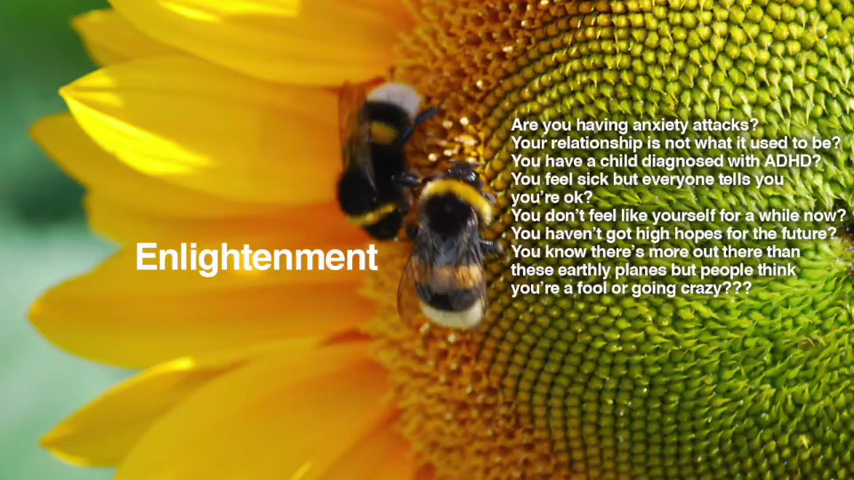 Enlightenment
Are you having anxiety attacks?
Your relationship is not what it used to be?
You have a child diagnosed with ADHD?
You feel sick but everyone tells you
you're ok?
You don't feel like yourself for a while now?
You haven't got high hopes for the future?
You know there's more out there than
these earthly planes but people think
you're a fool or going crazy???